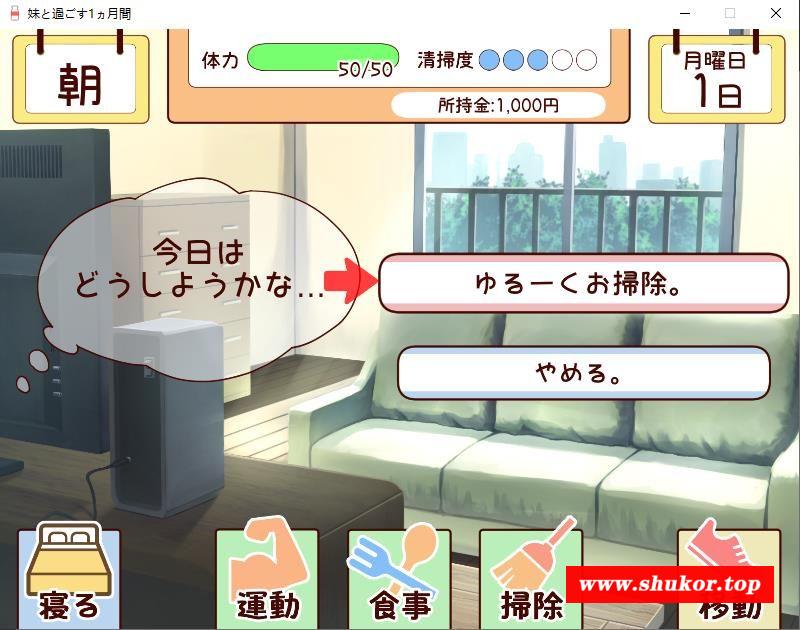 妹と過ごす1ヵ月間
朝
体力
50/50
清掃度
所持金:1,000円
月曜日
1日
今日は
どうしようかな…
ゆるーくお掃除。
やめる。
寝る
運動
食事
掃除
移動
www.shukor.top